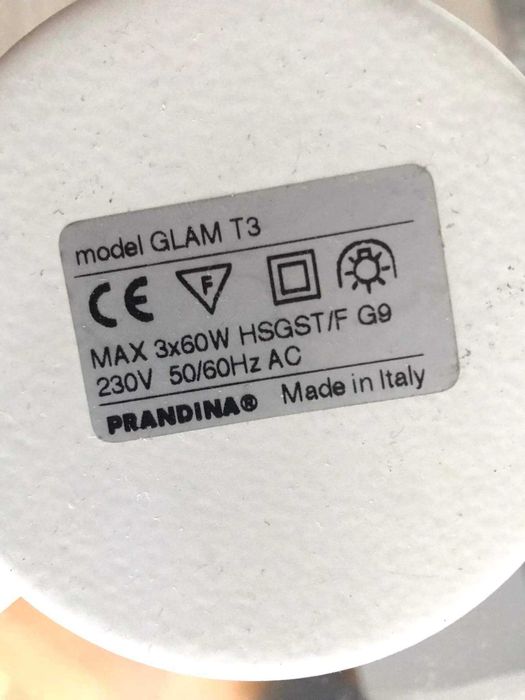 model GLAM T3
CE F
MAX 3x60W HSGST/F G9
230V 50/60Hz AC
PRANDINA® Made in Italy